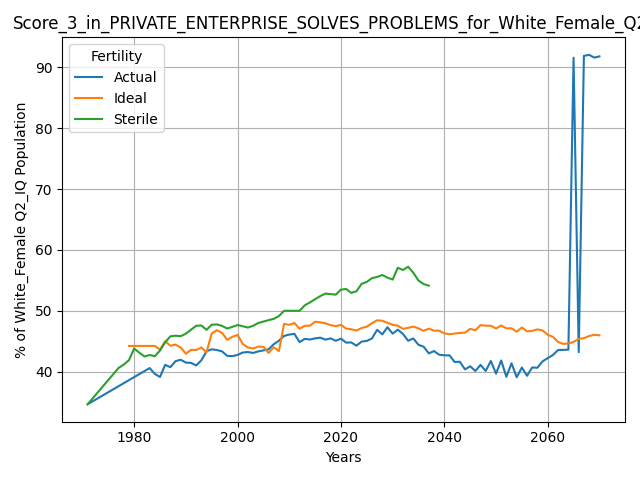 Score_3_in_PRIVATE_ENTERPRISE_SOLVES_PROBLEMS_for_White_Female_Q2
Fertility
Actual
Ideal
Sterile
% of White_Female Q2_IQ Population
90
80
70
60
50
40
1980
2000
2020
2040
2060
Years